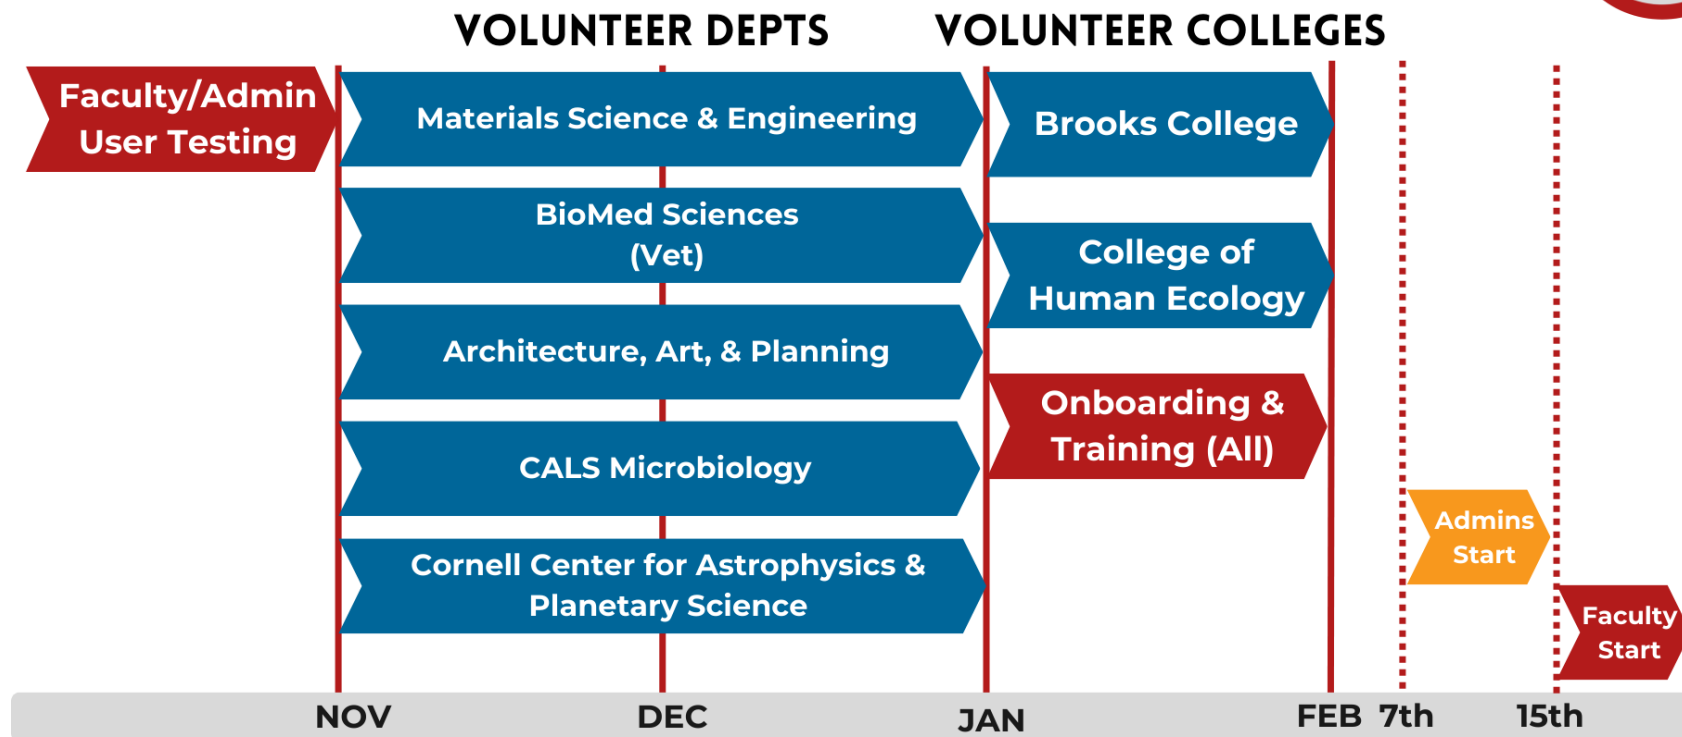 VOLUNTEER DEPTS
VOLUNTEER COLLEGES
Faculty/Admin
User Testing
Materials Science & Engineering
BioMed Sciences
(Vet)
Architecture, Art, & Planning
CALS Microbiology
Cornell Center for Astrophysics &
Planetary Science
Brooks College
College of
Human Ecology
Onboarding &
Training (All)
Admins
Start
Faculty
Start
NOV
DEC
JAN
FEB
7th
15th